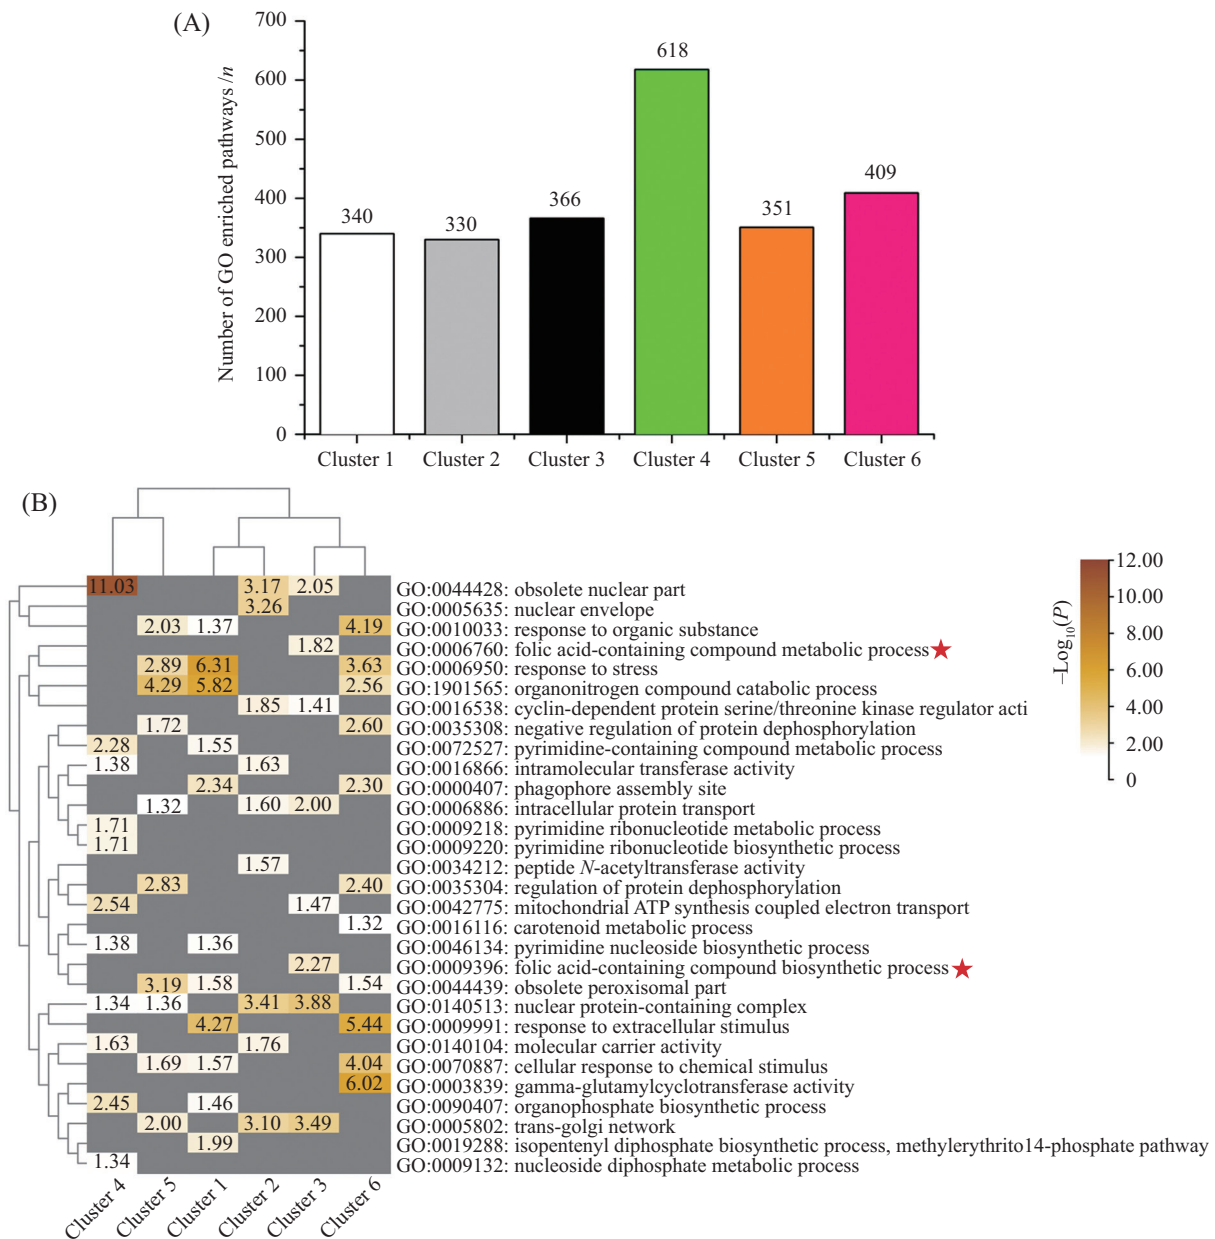 (A)
Number of GO enriched pathways /n
700
600
500
400
300
200
100
0
340
330
366
618
351
409
Cluster 1
Cluster 2
Cluster 3
Cluster 4
Cluster 5
Cluster 6
(B)
11.03 3.17 2.05 GO:0044428: obsolete nuclear part
3.26 GO:0005635: nuclear envelope
2.03 1.37 4.19 GO:0010033: response to organic substance
1.82 GO:0006760: folic acid-containing compound metabolic process
2.89 6.31 3.63 GO:0006950: response to stress
4.29 5.82 2.56 GO:1901565: organonitrogen compound catabolic process
1.85 1.41 GO:0016538: cyclin-dependent protein serine/threonine kinase regulator acti
1.72 2.60 GO:0035308: negative regulation of protein dephosphorylation
2.28 1.55 GO:0072527: pyrimidine-containing compound metabolic process
1.38 1.63 GO:0016866: intramolecular transferase activity
2.34 2.30 GO:0000407: phagophore assembly site
1.32 1.60 2.00 GO:0006886: intracellular protein transport
1.71 GO:0009218: pyrimidine ribonucleotide metabolic process
1.71 GO:0009220: pyrimidine ribonucleotide biosynthetic process
1.57 GO:0034212: peptide N-acetyltransferase activity
2.83 2.40 GO:0035304: regulation of protein dephosphorylation
2.54 1.47 GO:0042775: mitochondrial ATP synthesis coupled electron transport
1.32 GO:0016116: carotenoid metabolic process
1.38 1.36 GO:0046134: pyrimidine nucleoside biosynthetic process
2.27 GO:0009396: folic acid-containing compound biosynthetic process
3.19 1.58 1.54 GO:0044439: obsolete peroxisomal part
1.34 1.36 3.41 3.88 GO:0140513: nuclear protein-containing complex
4.27 5.44 GO:0009991: response to extracellular stimulus
1.63 1.76 GO:0140104: molecular carrier activity
1.69 1.57 4.04 GO:0070887: cellular response to chemical stimulus
6.02 GO:0003839: gamma-glutamylcyclotransferase activity
2.45 1.46 GO:0090407: organophosphate biosynthetic process
2.00 3.10 3.49 GO:0005802: trans-golgi network
1.99 GO:0019288: isopentenyl diphosphate biosynthetic process, methylerythrito14-phosphate pathway
1.34 GO:0009132: nucleoside diphosphate metabolic process
Cluster 4
Cluster 5
Cluster 1
Cluster 2
Cluster 3
Cluster 6
–Log10(P)
12.00
10.00
8.00
6.00
4.00
2.00
0